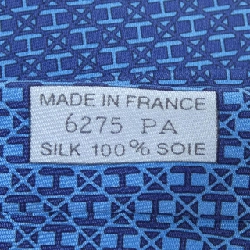 MADE IN FRANCE
6275 PA
SILK 100% SOIE